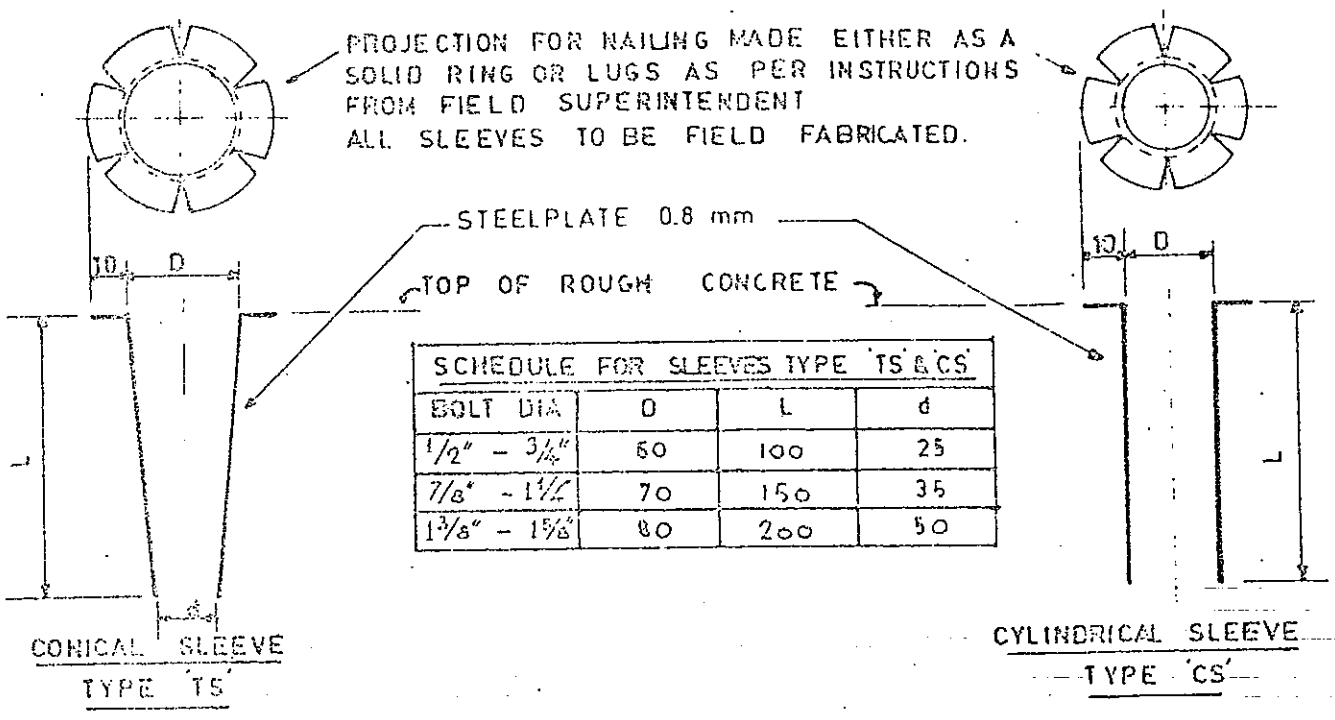 PROJECTION FOR NAILING MADE EITHER AS A
SOLID RING OR LUGS AS PER INSTRUCTIONS
FROM FIELD SUPERINTENDENT
ALL SLEEVES TO BE FIELD FABRICATED.
STEELPLATE 0.8 mm
10 D
10 D
TOP OF ROUGH CONCRETE
SCHEDULE FOR SLEEVES TYPE 'TS' & 'CS'
BOLT DIA D L d
1/2" - 3/4" 60 100 25
7/8" - 70 150 35
1 3/8" - 1 5/8" 80 200 50
L
L
d
CONICAL SLEEVE
TYPE 'TS'
CYLINDRICAL SLEEVE
TYPE 'CS'